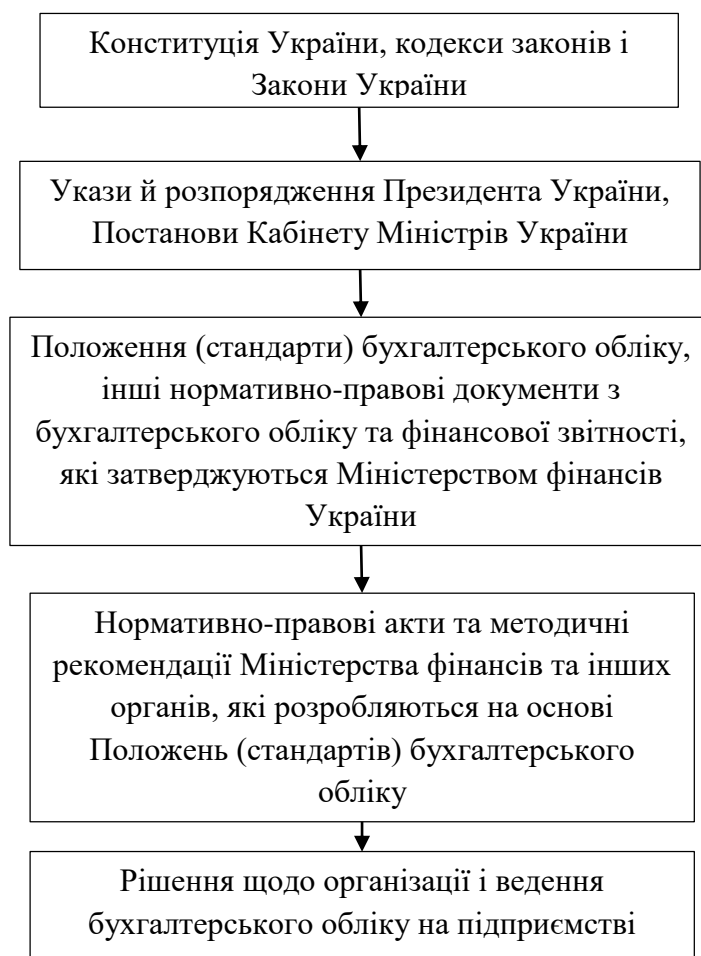 Конституція України, кодекси законів і
Закони України
Укази й розпорядження Президента України,
Постанови Кабінету Міністрів України
Положення (стандарти) бухгалтерського обліку,
інші нормативно-правові документи з
бухгалтерського обліку та фінансової звітності,
які затверджуються Міністерством фінансів
України
Нормативно-правові акти та методичні
рекомендації Міністерства фінансів та інших
органів, які розробляються на основі
Положень (стандартів) бухгалтерського
обліку
Рішення щодо організації і ведення
бухгалтерського обліку на підприємстві